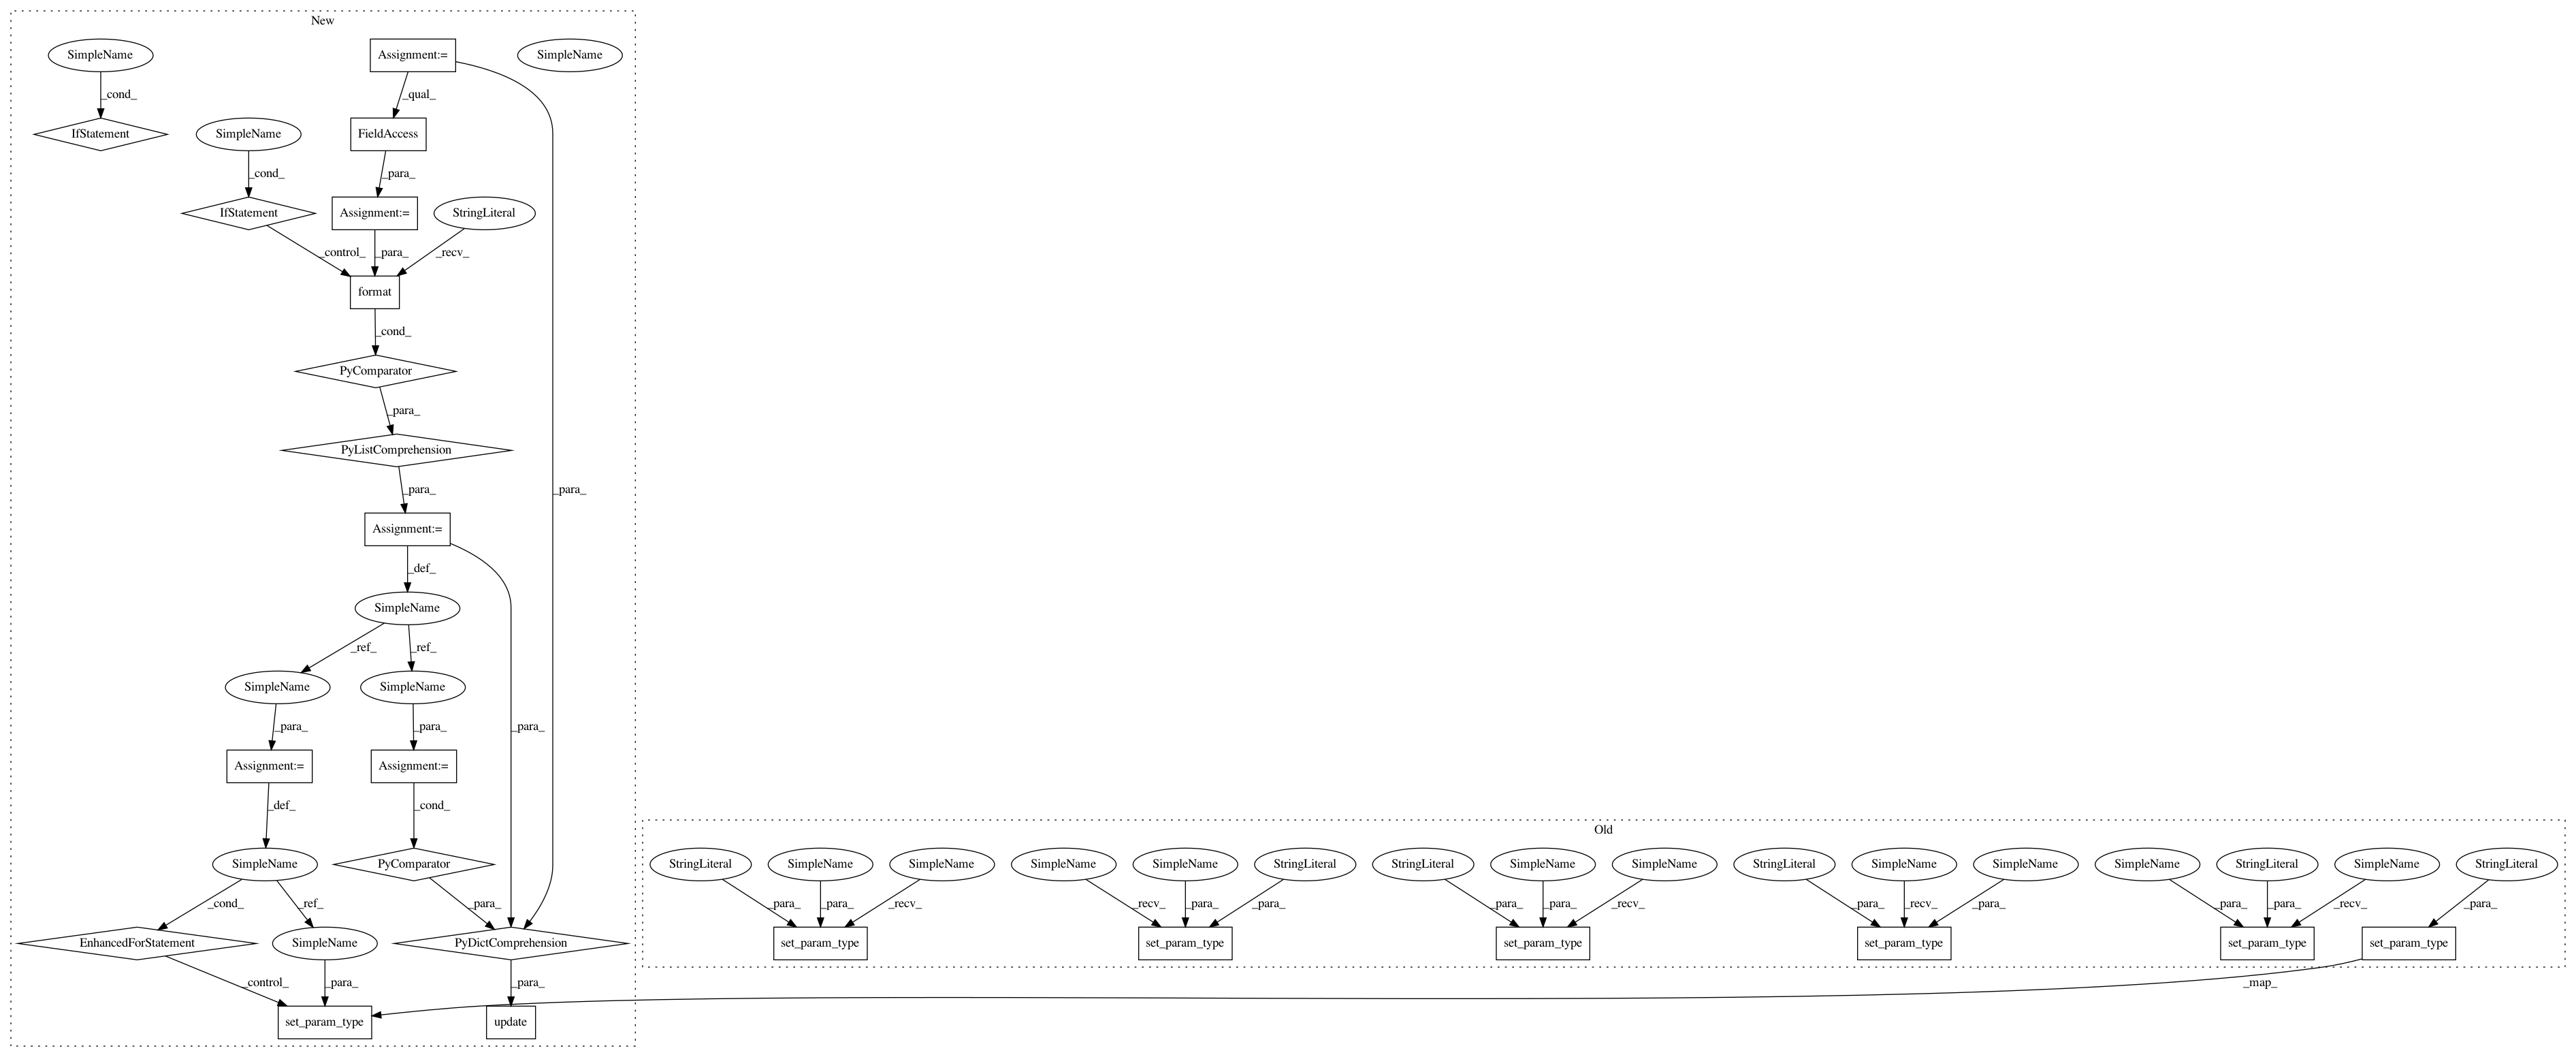 New
SimpleName
Assignment:=
SimpleName
_cond_
_qual_
IfStatement
SimpleName
FieldAccess
_cond_
_para_
IfStatement
Assignment:=
StringLiteral
_control_
_para_
_recv_
format
_cond_
PyComparator
_para_
PyListComprehension
_para_
_para_
Assignment:=
_def_
SimpleName
_ref_
_ref_
SimpleName
SimpleName
_para_
_para_
_para_
Assignment:=
Assignment:=
_def_
_cond_
Old
SimpleName
PyComparator
StringLiteral
SimpleName
SimpleName
SimpleName
SimpleName
StringLiteral
StringLiteral
SimpleName
SimpleName
StringLiteral
SimpleName
SimpleName
SimpleName
StringLiteral
SimpleName
StringLiteral
_cond_
_ref_
_para_
_para_
_para_
_recv_
_recv_
_para_
_para_
_para_
_para_
_recv_
_para_
_recv_
_para_
_para_
_para_
_recv_
_para_
EnhancedForStatement
SimpleName
PyDictComprehension
set_param_type
set_param_type
set_param_type
set_param_type
set_param_type
set_param_type
_control_
_para_
_para_
_map_
set_param_type
update